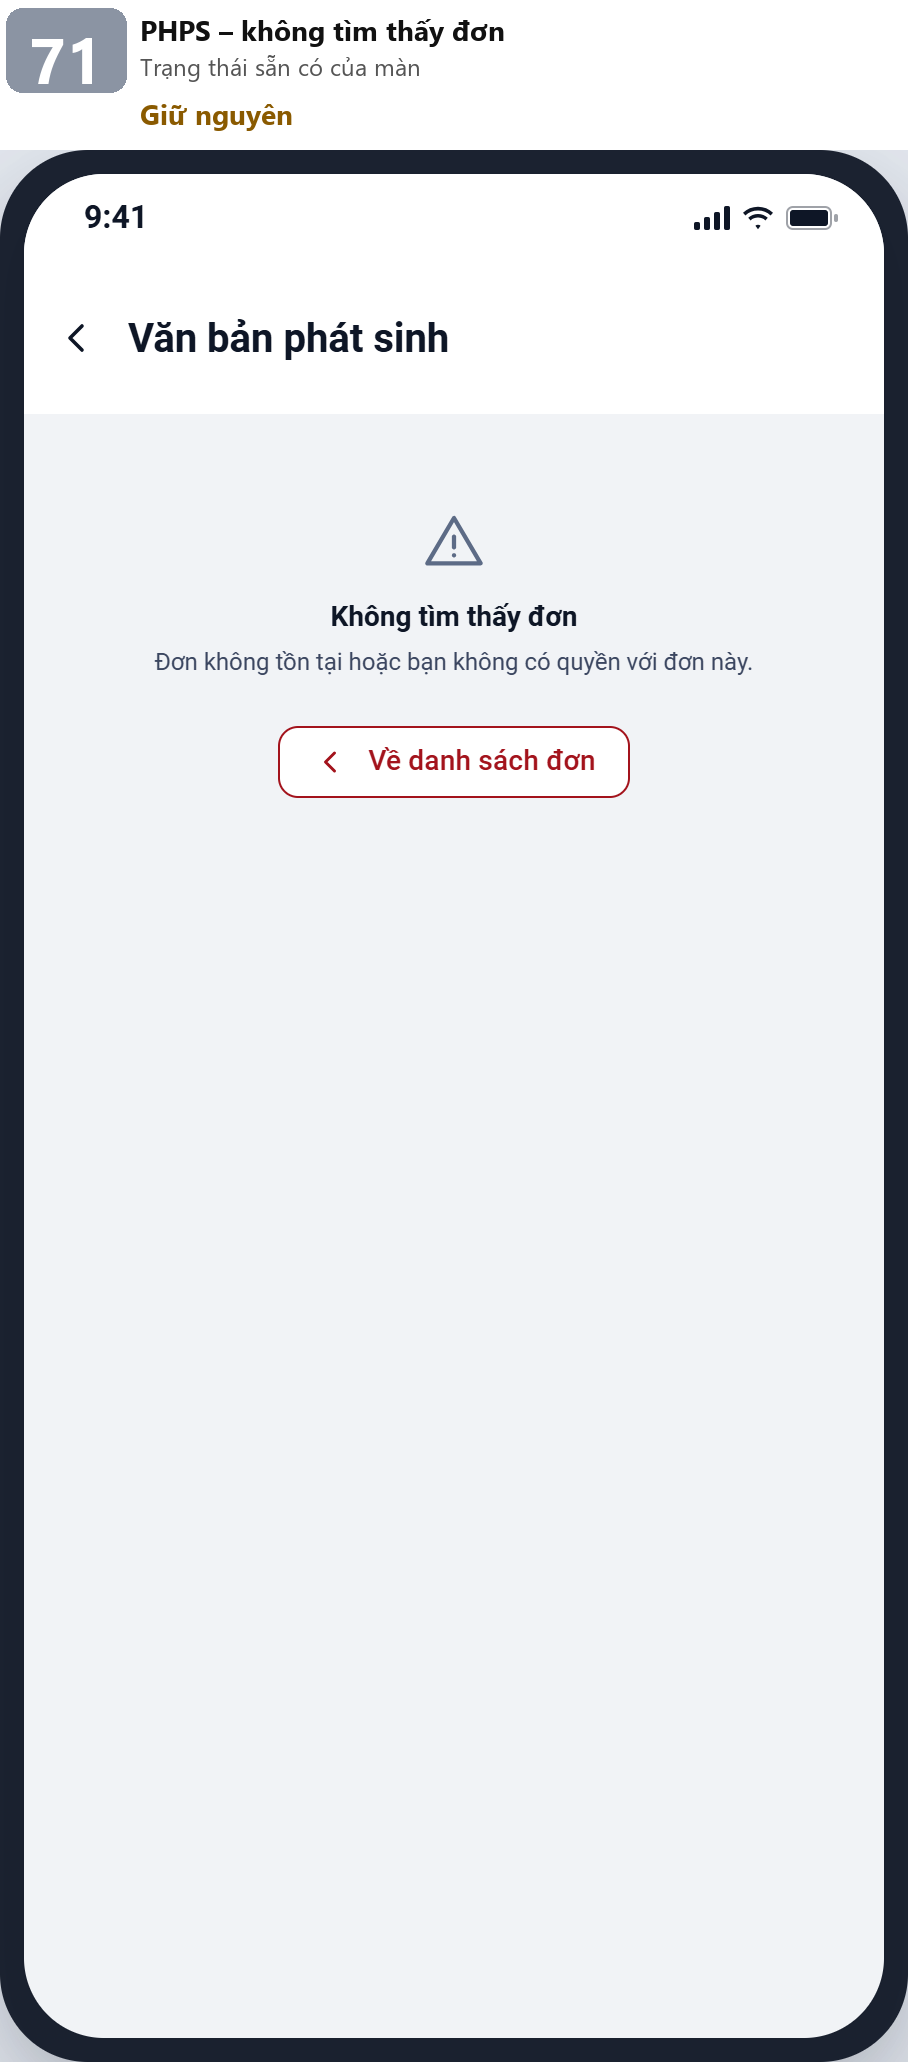 71
PHPS – không tìm thấy đơn
Trạng thái sẵn có của màn
Giữ nguyên
9:41
Văn bản phát sinh
Không tìm thấy đơn
Đơn không tồn tại hoặc bạn không có quyền với đơn này.
Về danh sách đơn